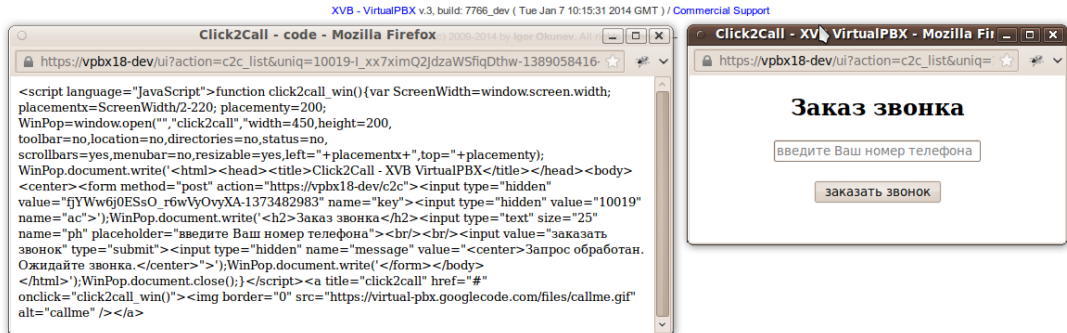 XVB - VirtualPBX v.3, build: 7766_dev ( Tue Jan 7 10:15:31 2014 GMT ) / Commercial Support
Click2Call - code - Mozilla Firefox
(c) 2009-2014 by Igor Okunev. All ri
https://vpbx18-dev/ui?action=c2c_list&uniq=10019-I_xx7ximQ2JdzaWSfiqDthw-1389058416-
<script language="JavaScript">function click2call_win(){var ScreenWidth=window.screen.width;
placementx=ScreenWidth/2-220; placementy=200;
WinPop=window.open("","click2call","width=450,height=200,
toolbar=no,location=no,directories=no,status=no,
scrollbars=yes,menubar=no,resizable=yes,left="+placementx+",top="+placementy);
WinPop.document.write('<html><head><title>Click2Call - XVB VirtualPBX</title></head><body>
<center><form method="post" action="https://vpbx18-dev/c2c"><input type="hidden"
value="fjYWw6j0ESsO_r6wVyOvyXA-1373482983" name="key"><input type="hidden" value="10019"
name="ac">');WinPop.document.write('<h2>Заказ звонка</h2><input type="text" size="25"
name="ph" placeholder="введите Ваш номер телефона"><br/><br/><input value="заказать
звонок" type="submit"><input type="hidden" name="message" value="<center>Запрос обработан.
Ожидайте звонка.</center>">');WinPop.document.write('</form></body>
</html>');WinPop.document.close();}</script><a title="click2call" href="#"
onclick="click2call_win()"><img border="0" src="https://virtual-pbx.googlecode.com/files/callme.gif"
alt="callme" /></a>
Click2Call - XV VirtualPBX - Mozilla Fir
https://vpbx18-dev/ui?action=c2c_list&uniq=
Заказ звонка
введите Ваш номер телефона
заказать звонок